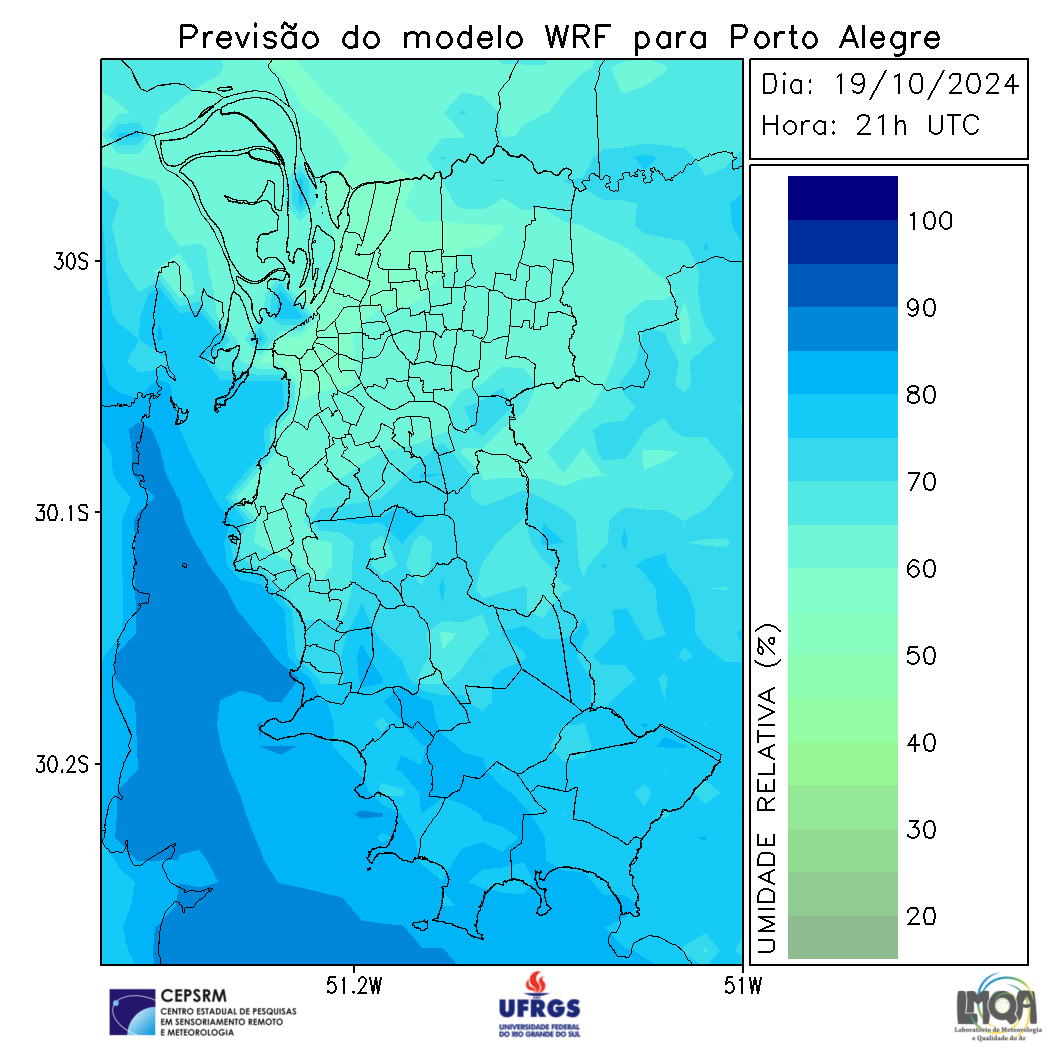 Previsão do modelo WRF para Porto Alegre
Dia: 19/10/2024
Hora: 21h UTC
100
90
80
70
60
50
40
30
20
UMIDADE RELATIVA (%)
30S
30.1S
30.2S
51.2W
51W
CEPSRM
CENTRO ESTADUAL DE PESQUISAS
EM SENSORIAMENTO REMOTO
E METEOROLOGIA
UFRGS
UNIVERSIDADE FEDERAL
DO RIO GRANDE DO SUL
LMQA
Laboratório de Meteorologia
e Qualidade do Ar